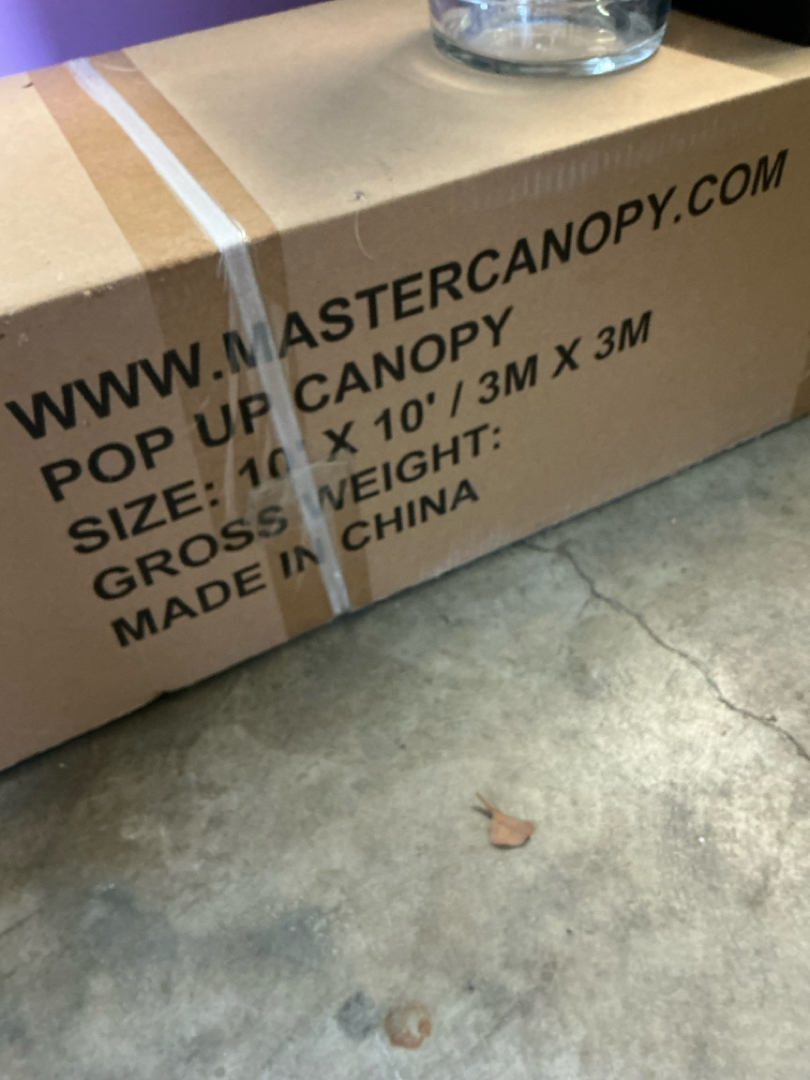 WWW.MASTERCANOPY.COM
POP UP CANOPY
SIZE: 10' X 10' / 3M X 3M
GROSS WEIGHT:
MADE IN CHINA